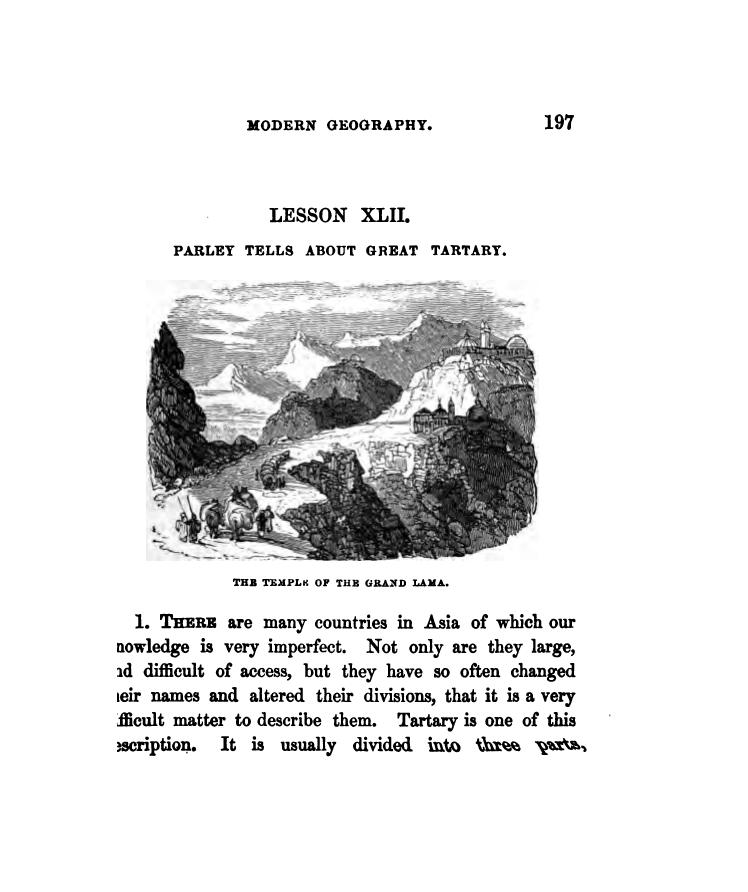 MODERN GEOGRAPHY. 197
LESSON XLII.
PARLEY TELLS ABOUT GREAT TARTARY.
THE TEMPLE OF THE GRAND LAMA.
1. THERE are many countries in Asia of which our
nowledge is very imperfect. Not only are they large,
nd difficult of access, but they have so often changed
eir names and altered their divisions, that it is a very
fficult matter to describe them. Tartary is one of this
scription. It is usually divided into three parts,